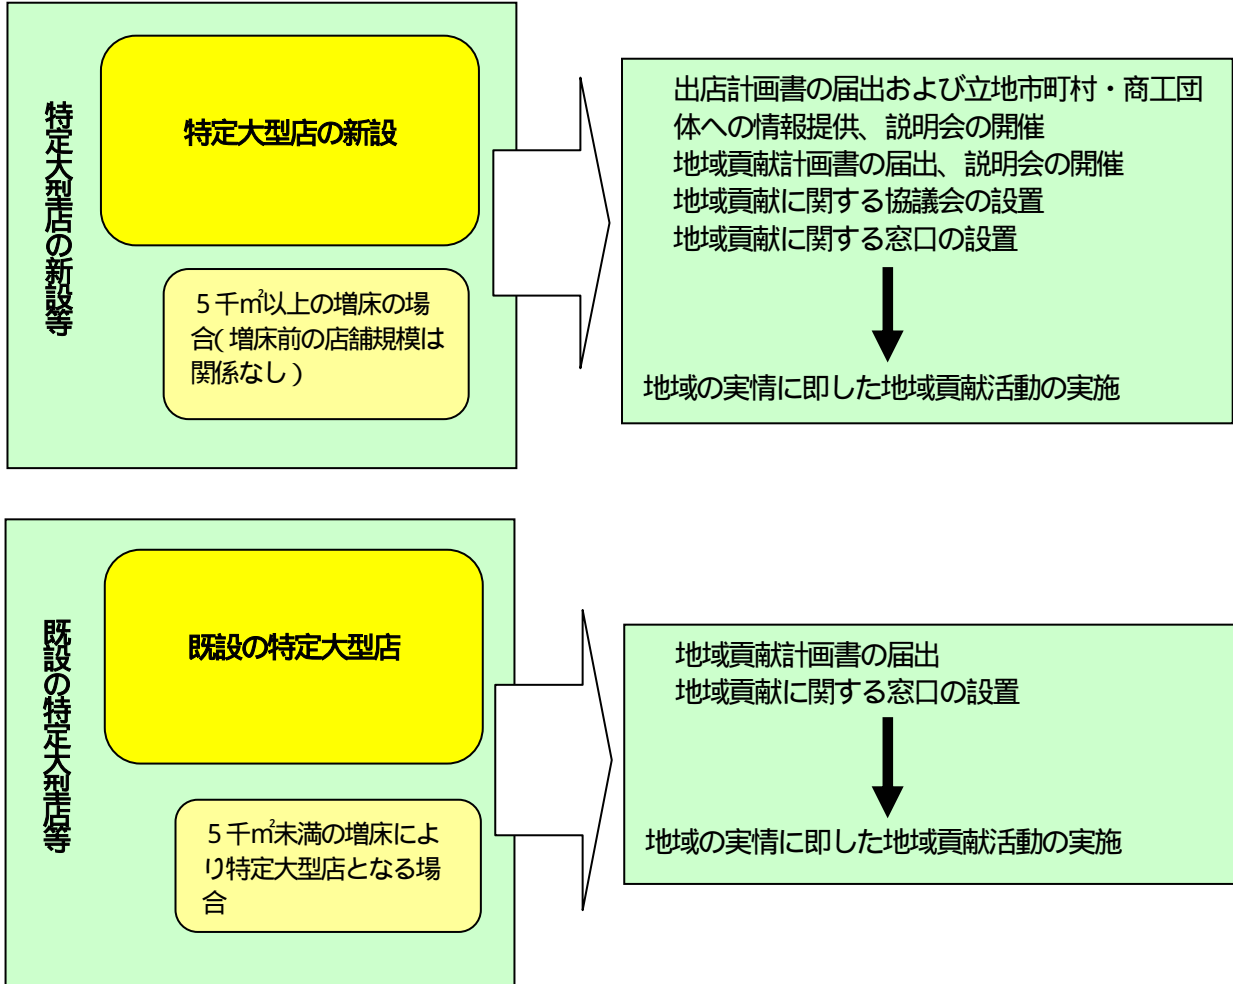 特定大型店の新設等
特定大型店の新設
5千㎡以上の増床の場
合(増床前の店舗規模は
関係なし)
出店計画書の届出および立地市町村・商工団
体への情報提供、説明会の開催
地域貢献計画書の届出、説明会の開催
地域貢献に関する協議会の設置
地域貢献に関する窓口の設置
地域の実情に即した地域貢献活動の実施
既設の特定大型店等
既設の特定大型店
5千㎡未満の増床によ
り特定大型店となる場
合
地域貢献計画書の届出
地域貢献に関する窓口の設置
地域の実情に即した地域貢献活動の実施